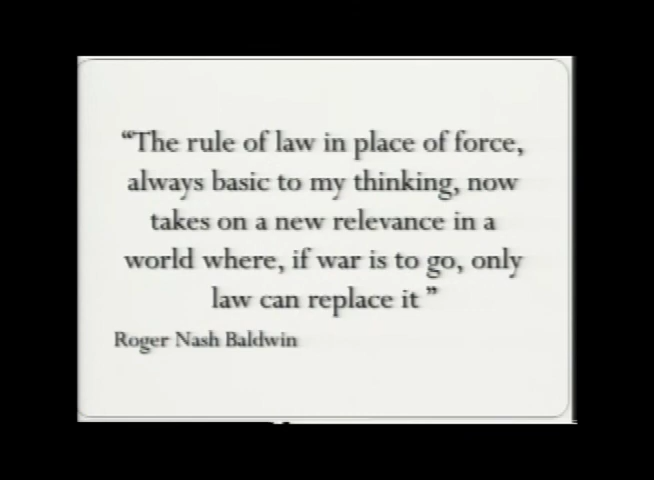 “The rule of law in place of force,
always basic to my thinking, now
takes on a new relevance in a
world where, if war is to go, only
law can replace it ”
Roger Nash Baldwin